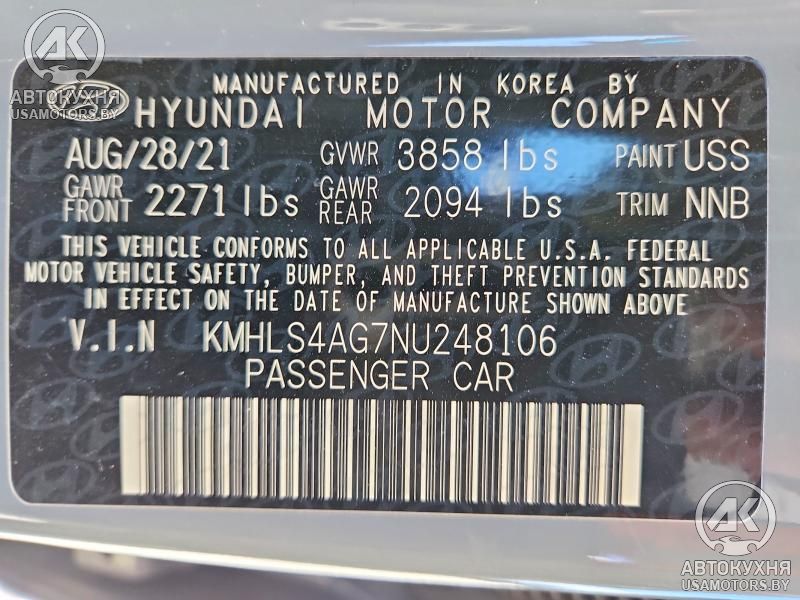 AK
АВТОКУХНЯ
USAMOTORS.BY
MANUFACTURED IN KOREA BY
HYUNDAI MOTOR COMPANY
AUG/28/21 GVWR 3858 lbs PAINT USS
GAWR FRONT 2271 lbs GAWR REAR 2094 lbs TRIM NNB
THIS VEHICLE CONFORMS TO ALL APPLICABLE U.S.A. FEDERAL
MOTOR VEHICLE SAFETY, BUMPER, AND THEFT PREVENTION STANDARDS
IN EFFECT ON THE DATE OF MANUFACTURE SHOWN ABOVE
V.I.N KMHLS4AG7NU248106
PASSENGER CAR
AK
АВТОКУХНЯ
USAMOTORS.BY